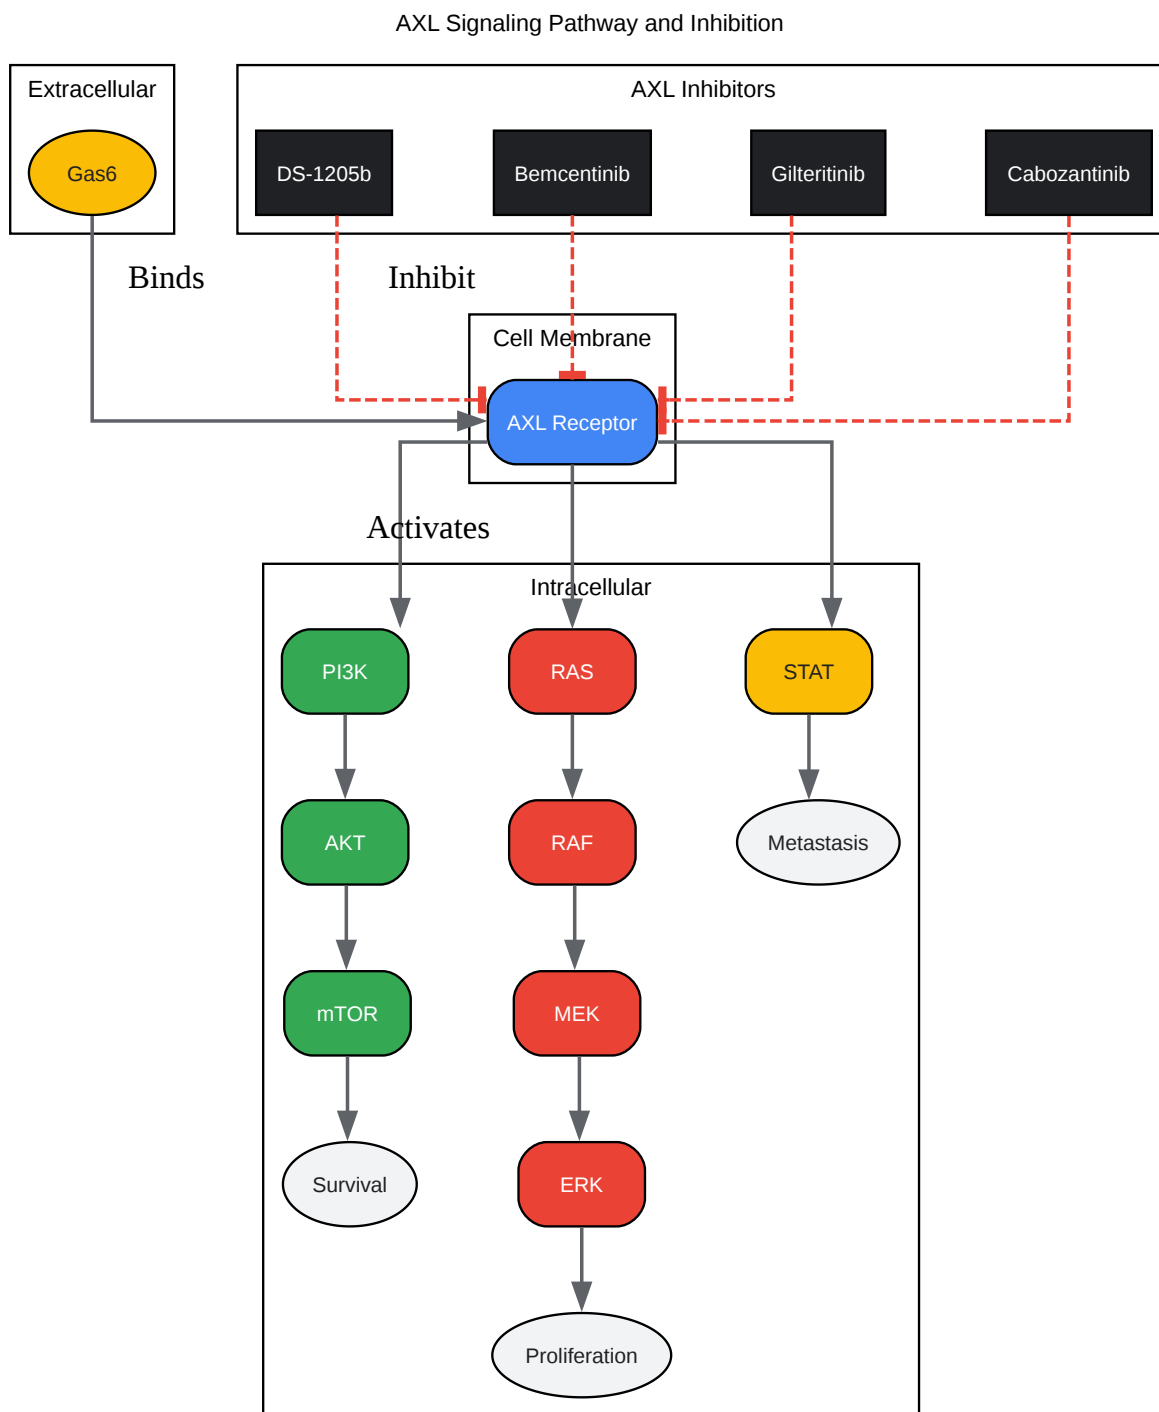 AXL Signaling Pathway and Inhibition
Extracellular
AXL Inhibitors
Gas6
DS-1205b
Bemcentinib
Gilteritinib
Cabozantinib
Binds
Inhibit
Cell Membrane
AXL Receptor
Activates
Intracellular
PI3K
RAS
STAT
AKT
RAF
Metastasis
mTOR
MEK
Survival
ERK
Proliferation